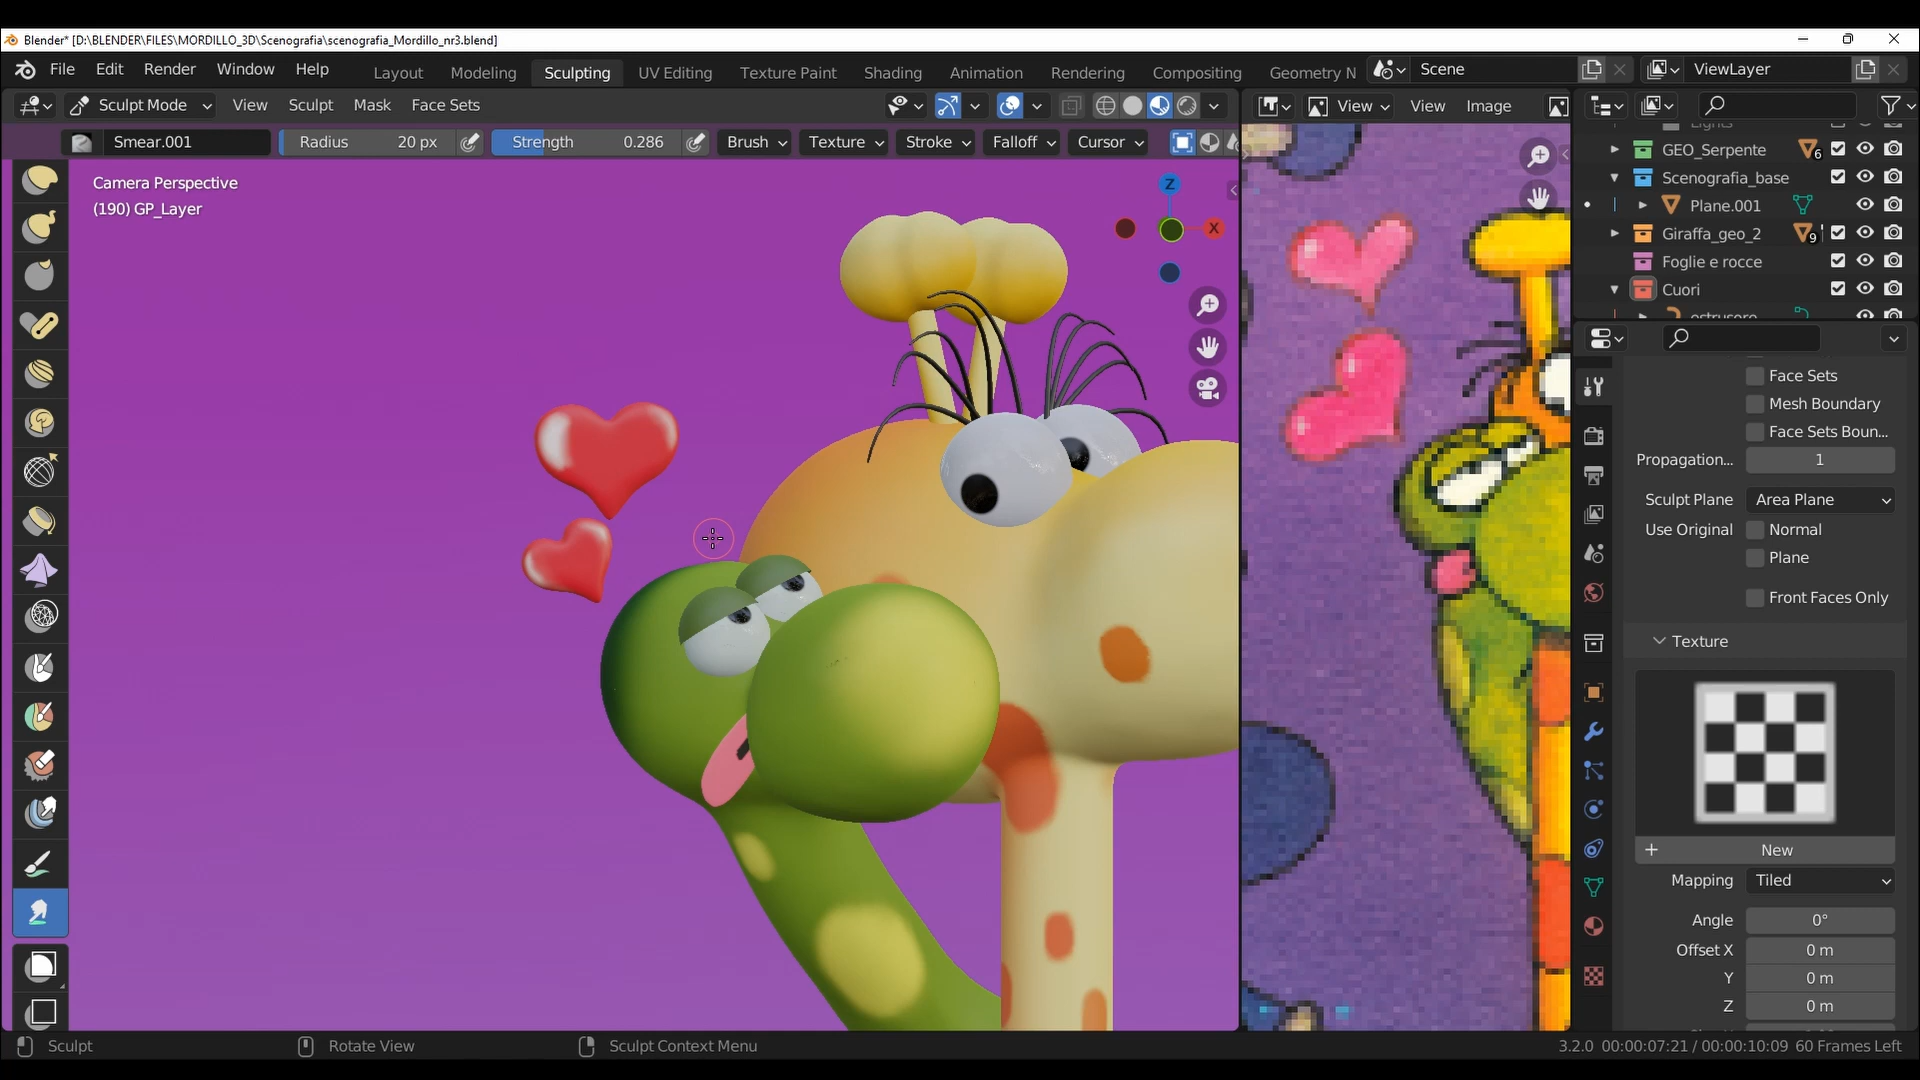 Blender* [D:\BLENDER\FILES\MORDILLO_3D\Scenografia\scenografia_Mordillo_nr3.blend]
File Edit Render Window Help Layout Modeling Sculpting UV Editing Texture Paint Shading Animation Rendering Compositing Geometry N Scene ViewLayer
Sculpt Mode View Sculpt Mask Face Sets View View Image
Smear.001 Radius 20 px Strength 0.286 Brush Texture Stroke Falloff Cursor
Camera Perspective
(190) GP_Layer
Z
X
Lights
GEO_Serpente 6
Scenografia_base
Plane.001
Giraffa_geo_2 9
Foglie e rocce
Cuori
estrusore
Face Sets
Mesh Boundary
Face Sets Boun...
Propagation... 1
Sculpt Plane Area Plane
Use Original Normal
Plane
Front Faces Only
Texture
+ New
Mapping Tiled
Angle 0°
Offset X 0 m
Y 0 m
Z 0 m
Sculpt Rotate View Sculpt Context Menu 3.2.0 00:00:07:21 / 00:00:10:09 60 Frames Left